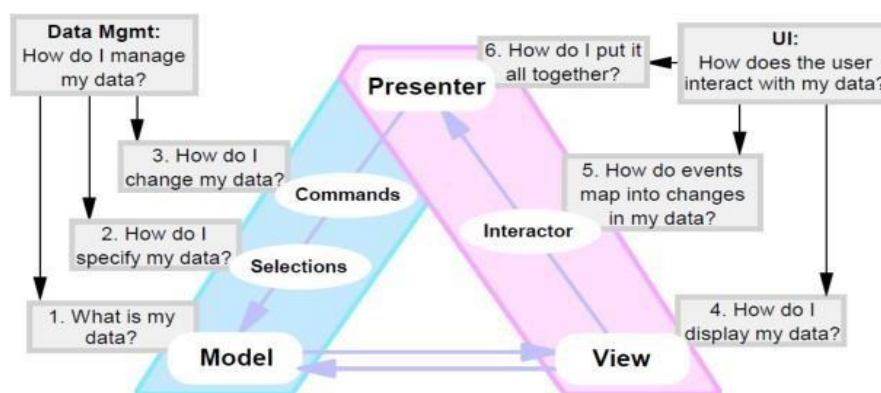 Data Mgmt:
How do I manage
my data?
6. How do I put it
all together?
UI:
How does the user
interact with my data?
Presenter
3. How do I
change my data?
Commands
5. How do events
map into changes
in my data?
2. How do I
specify my data?
Interactor
Selections
1. What is my
data?
4. How do I
display my data?
Model
View